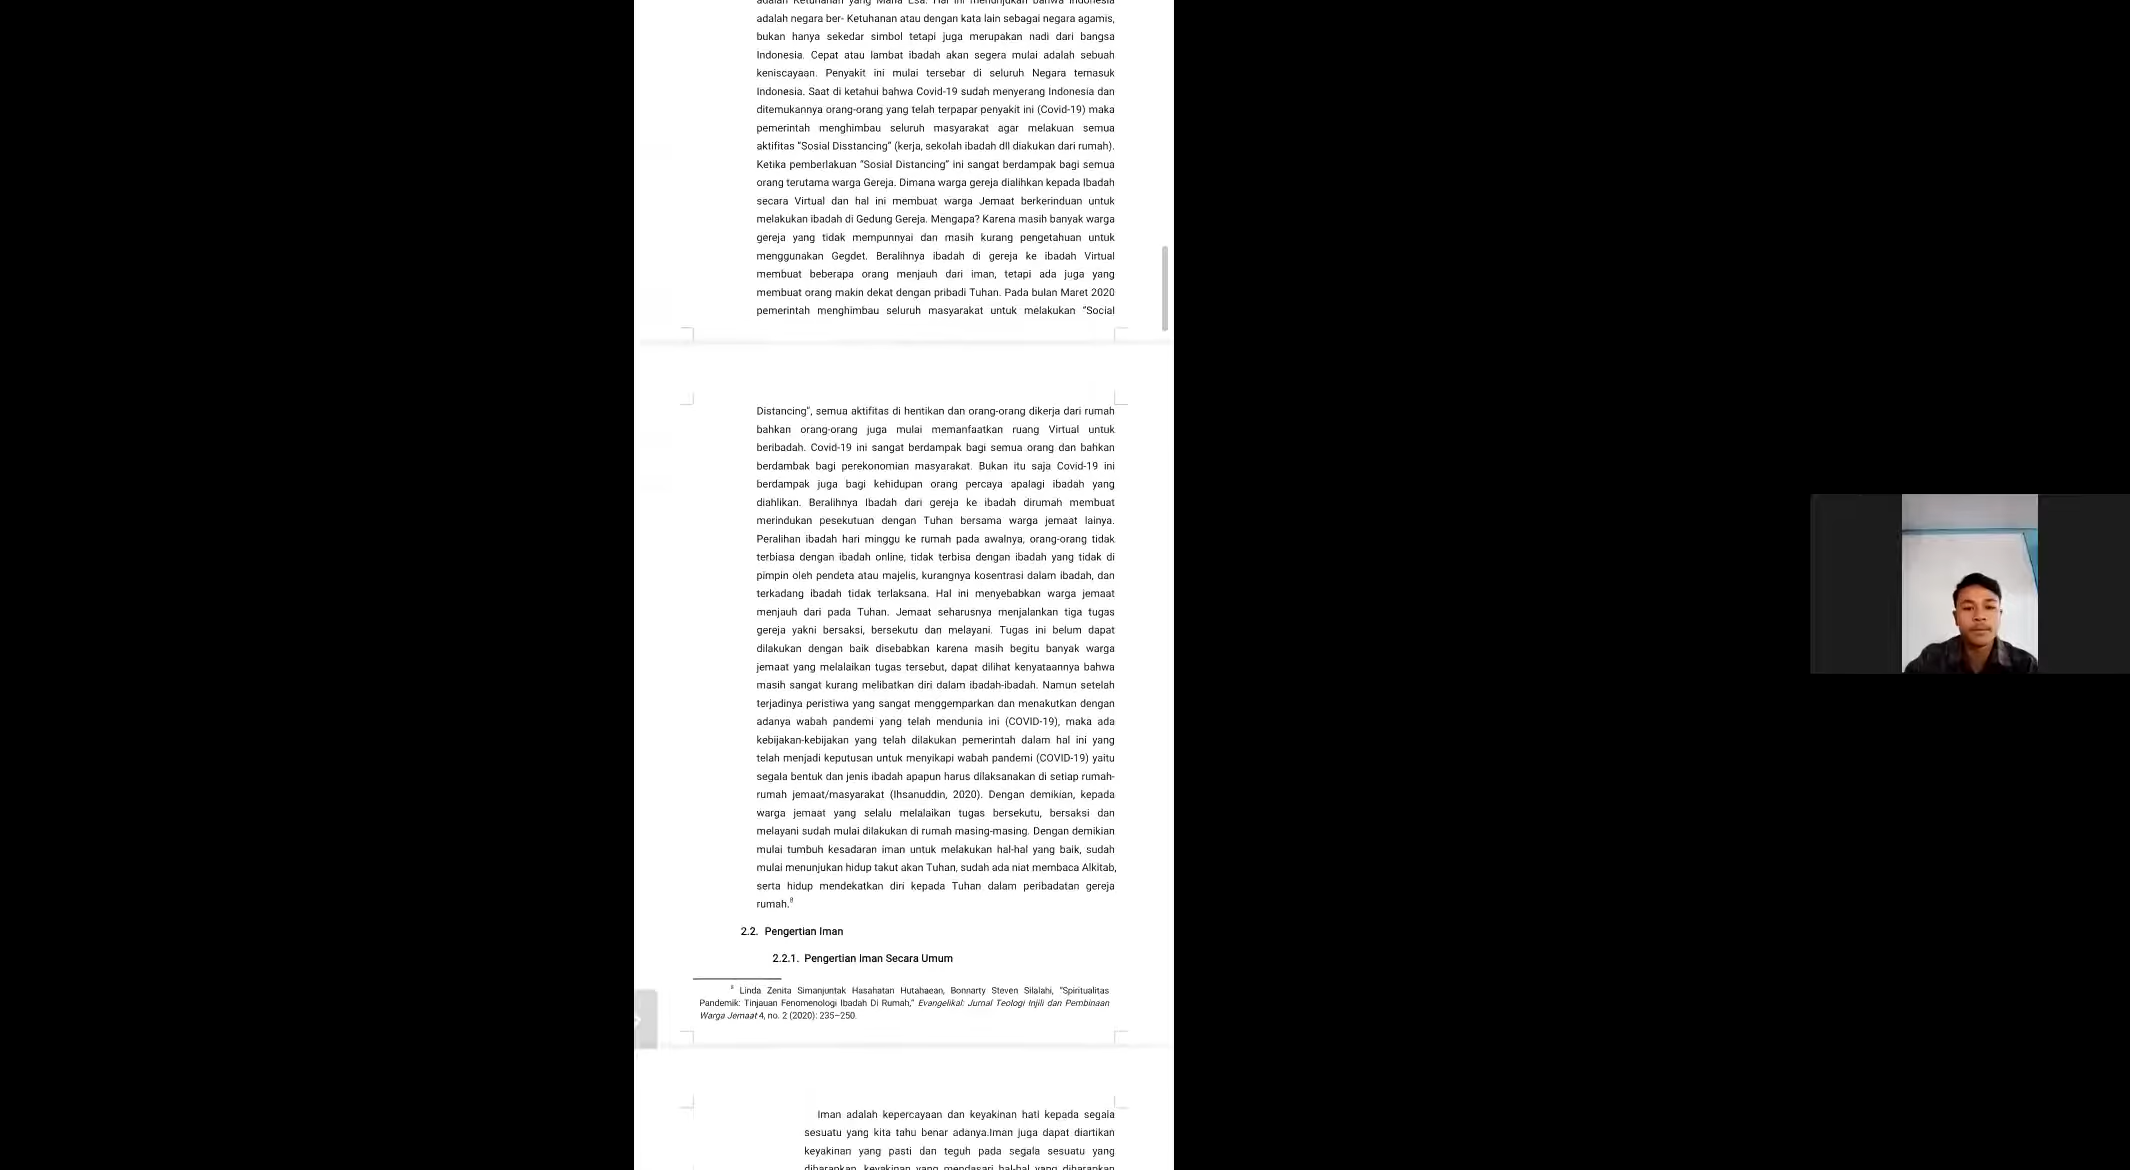 adalah Ketuhanan yang Maha Esa. Hal ini menunjukan bahwa Indonesia
adalah negara ber- Ketuhanan atau dengan kata lain sebagai negara agamis,
bukan hanya sekedar simbol tetapi juga merupakan nadi dari bangsa
Indonesia. Cepat atau lambat ibadah akan segera mulai adalah sebuah
keniscayaan. Penyakit ini mulai tersebar di seluruh Negara temasuk
Indonesia. Saat di ketahui bahwa Covid-19 sudah menyerang Indonesia dan
ditemukannya orang-orang yang telah terpapar penyakit ini (Covid-19) maka
pemerintah menghimbau seluruh masyarakat agar melakuan semua
aktifitas “Sosial Disstancing” (kerja, sekolah ibadah dll diakukan dari rumah).
Ketika pemberlakuan “Sosial Distancing” ini sangat berdampak bagi semua
orang terutama warga Gereja. Dimana warga gereja dialihkan kepada Ibadah
secara Virtual dan hal ini membuat warga Jemaat berkerinduan untuk
melakukan ibadah di Gedung Gereja. Mengapa? Karena masih banyak warga
gereja yang tidak mempunnyai dan masih kurang pengetahuan untuk
menggunakan Gegdet. Beralihnya ibadah di gereja ke ibadah Virtual
membuat beberapa orang menjauh dari iman, tetapi ada juga yang
membuat orang makin dekat dengan pribadi Tuhan. Pada bulan Maret 2020
pemerintah menghimbau seluruh masyarakat untuk melakukan “Social
Distancing”, semua aktifitas di hentikan dan orang-orang dikerja dari rumah
bahkan orang-orang juga mulai memanfaatkan ruang Virtual untuk
beribadah. Covid-19 ini sangat berdampak bagi semua orang dan bahkan
berdambak bagi perekonomian masyarakat. Bukan itu saja Covid-19 ini
berdampak juga bagi kehidupan orang percaya apalagi ibadah yang
diahlikan. Beralihnya Ibadah dari gereja ke ibadah dirumah membuat
merindukan pesekutuan dengan Tuhan bersama warga jemaat lainya.
Peralihan ibadah hari minggu ke rumah pada awalnya, orang-orang tidak
terbiasa dengan ibadah online, tidak terbisa dengan ibadah yang tidak di
pimpin oleh pendeta atau majelis, kurangnya kosentrasi dalam ibadah, dan
terkadang ibadah tidak terlaksana. Hal ini menyebabkan warga jemaat
menjauh dari pada Tuhan. Jemaat seharusnya menjalankan tiga tugas
gereja yakni bersaksi, bersekutu dan melayani. Tugas ini belum dapat
dilakukan dengan baik disebabkan karena masih begitu banyak warga
jemaat yang melalaikan tugas tersebut, dapat dilihat kenyataannya bahwa
masih sangat kurang melibatkan diri dalam ibadah-ibadah. Namun setelah
terjadinya peristiwa yang sangat menggemparkan dan menakutkan dengan
adanya wabah pandemi yang telah mendunia ini (COVID-19), maka ada
kebijakan-kebijakan yang telah dilakukan pemerintah dalam hal ini yang
telah menjadi keputusan untuk menyikapi wabah pandemi (COVID-19) yaitu
segala bentuk dan jenis ibadah apapun harus dilaksanakan di setiap rumah-
rumah jemaat/masyarakat (Ihsanuddin, 2020). Dengan demikian, kepada
warga jemaat yang selalu melalaikan tugas bersekutu, bersaksi dan
melayani sudah mulai dilakukan di rumah masing-masing. Dengan demikian
mulai tumbuh kesadaran iman untuk melakukan hal-hal yang baik, sudah
mulai menunjukan hidup takut akan Tuhan, sudah ada niat membaca Alkitab,
serta hidup mendekatkan diri kepada Tuhan dalam peribadatan gereja
rumah.⁸
2.2. Pengertian Iman
2.2.1. Pengertian Iman Secara Umum
⁸ Linda Zenita Simanjuntak Hasahatan Hutahaean, Bonnarty Steven Silalahi, “Spiritualitas
Pandemik: Tinjauan Fenomenologi Ibadah Di Rumah,” Evangelikal: Jurnal Teologi Injili dan Pembinaan
Warga Jemaat 4, no. 2 (2020): 235–250.
Iman adalah kepercayaan dan keyakinan hati kepada segala
sesuatu yang kita tahu benar adanya.Iman juga dapat diartikan
keyakinan yang pasti dan teguh pada segala sesuatu yang
diharapkan, keyakinan yang mendasari hal-hal yang diharapkan